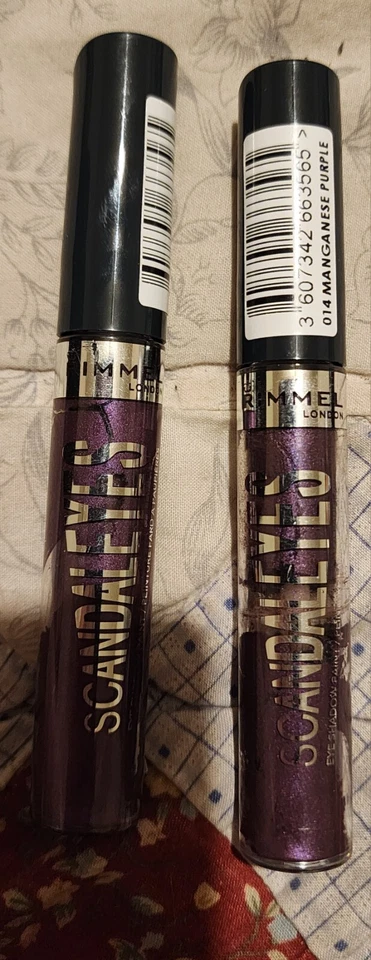 RIMMEL
LONDON
SCANDALEYES
3 607342 663565 >
014 MANGANESE PURPLE
RIMMEL
LONDON
SCANDALEYES
EYE SHADOW PAINT